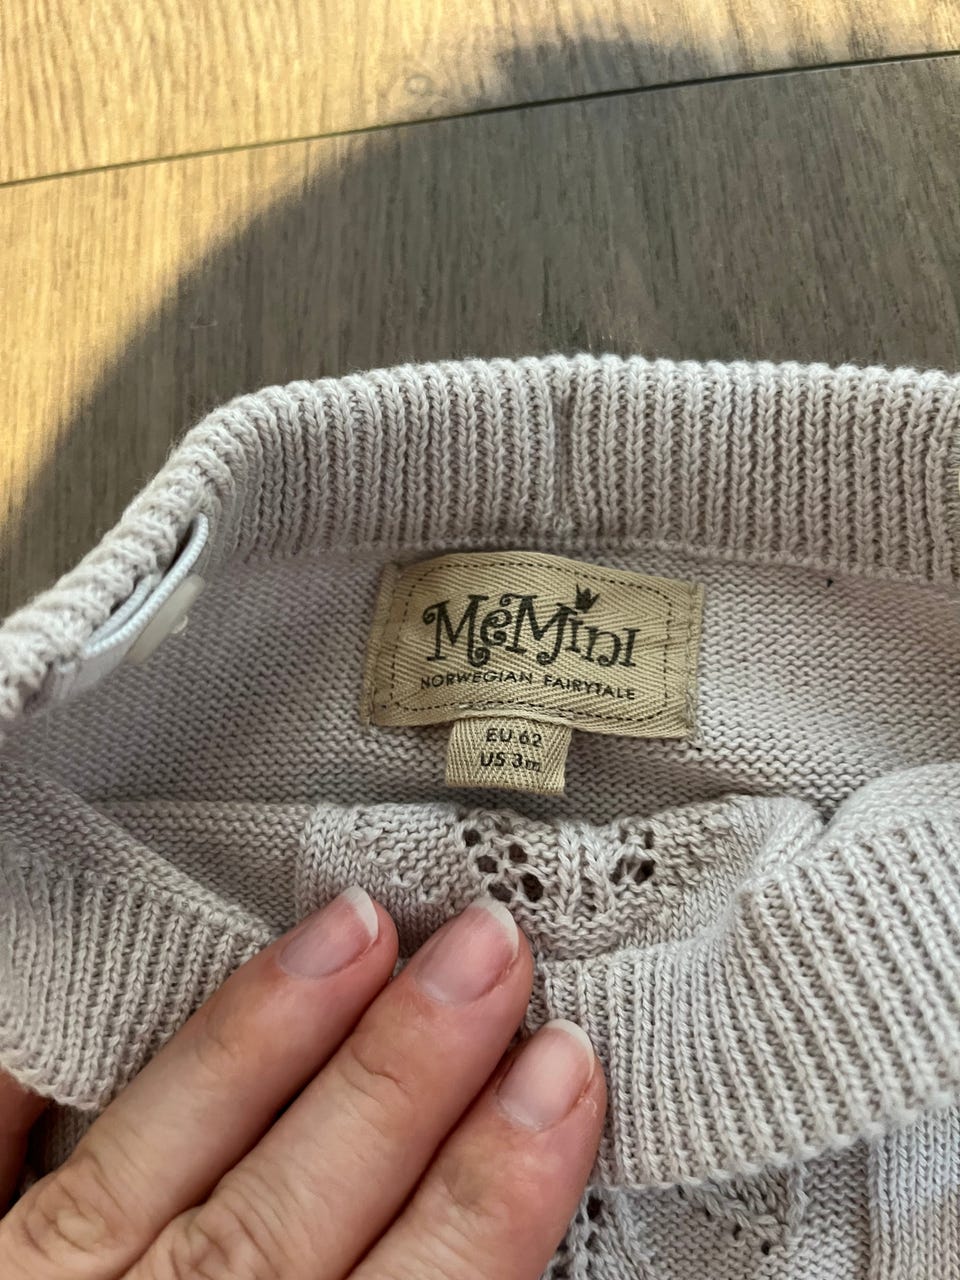 MeMini
NORWEGIAN FAIRYTALE
EU 62
US 3m